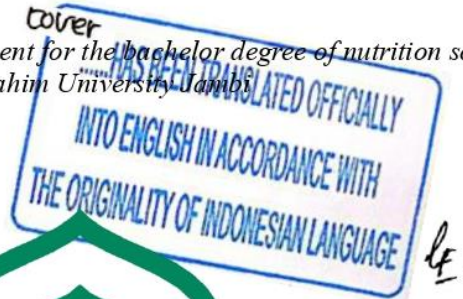 cover
ent for the bachelor degree of nutrition sc
ahim University Jambi
......HAS BEEN TRANSLATED OFFICIALLY
INTO ENGLISH IN ACCORDANCE WITH
THE ORIGINALITY OF INDONESIAN LANGUAGE